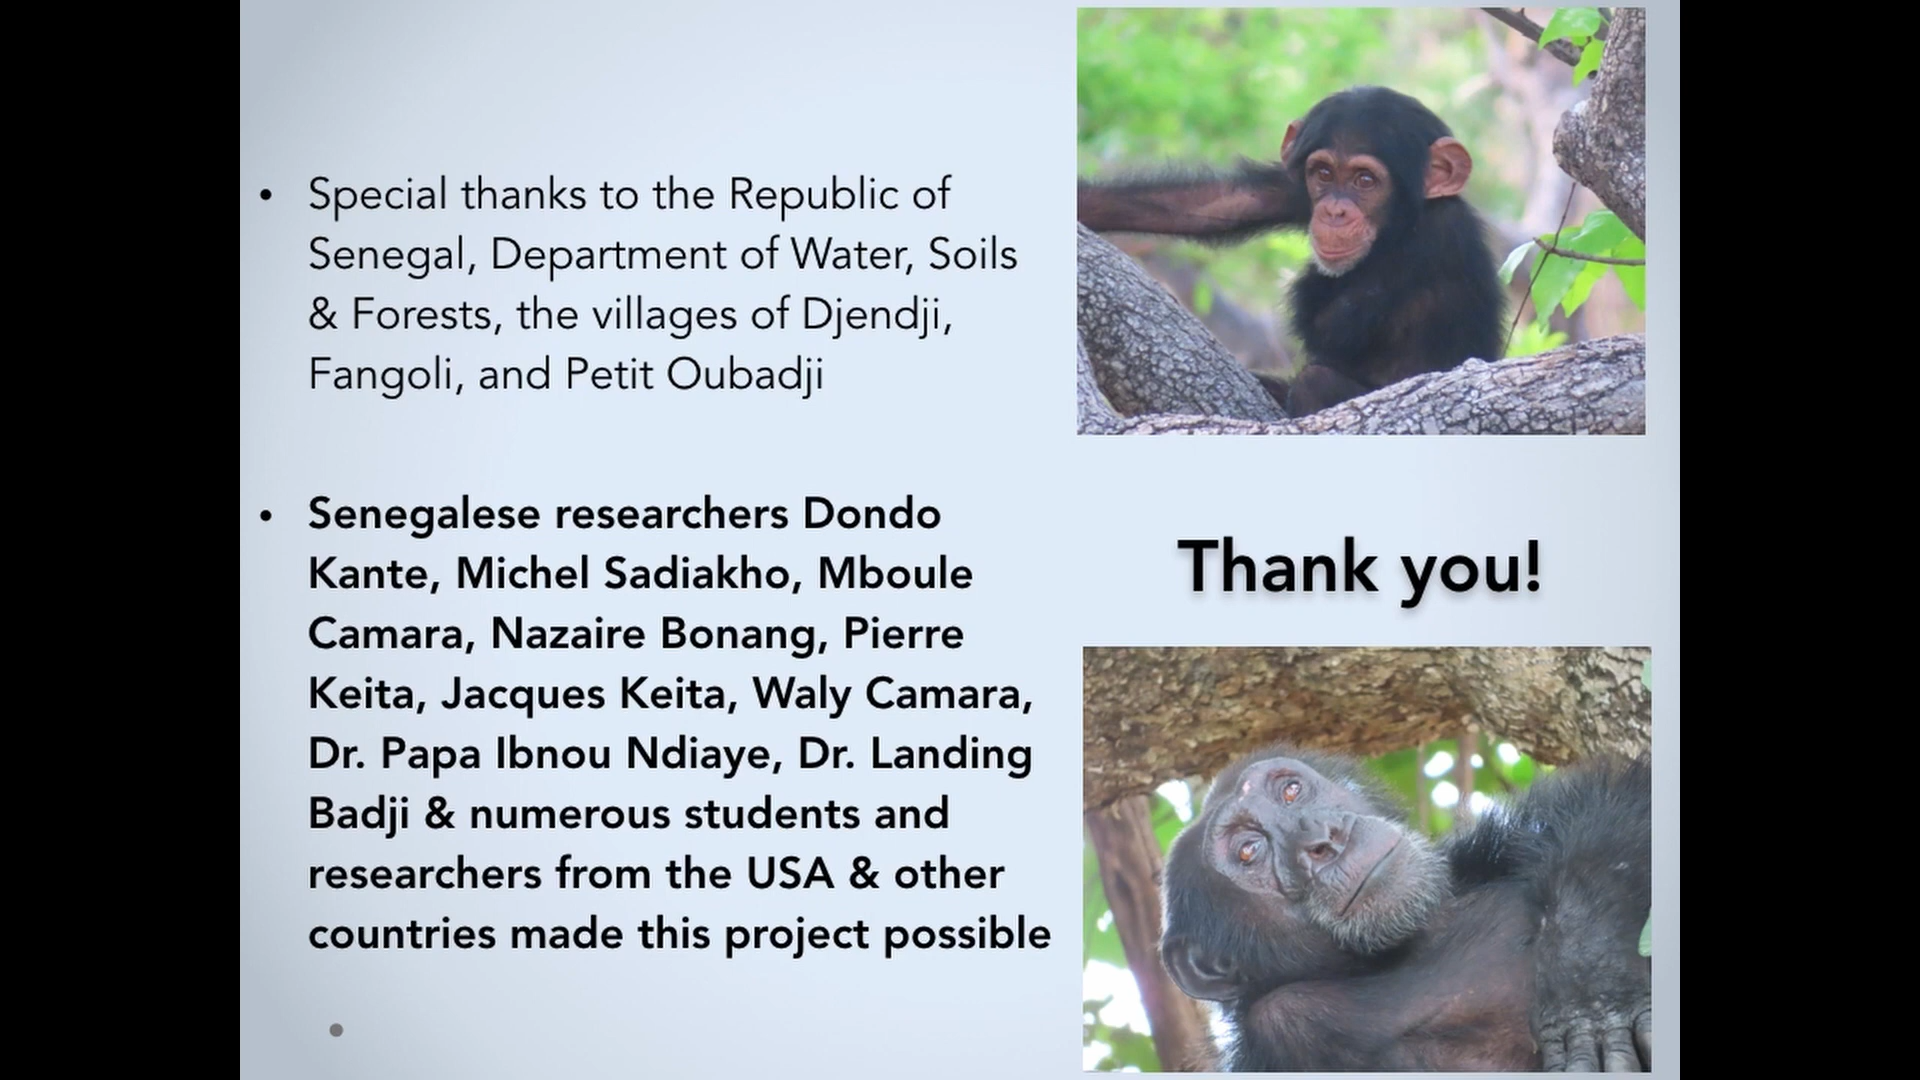 • Special thanks to the Republic of
Senegal, Department of Water, Soils
& Forests, the villages of Djendji,
Fangoli, and Petit Oubadji
• Senegalese researchers Dondo
Kante, Michel Sadiakho, Mboule
Camara, Nazaire Bonang, Pierre
Keita, Jacques Keita, Waly Camara,
Dr. Papa Ibnou Ndiaye, Dr. Landing
Badji & numerous students and
researchers from the USA & other
countries made this project possible
Thank you!